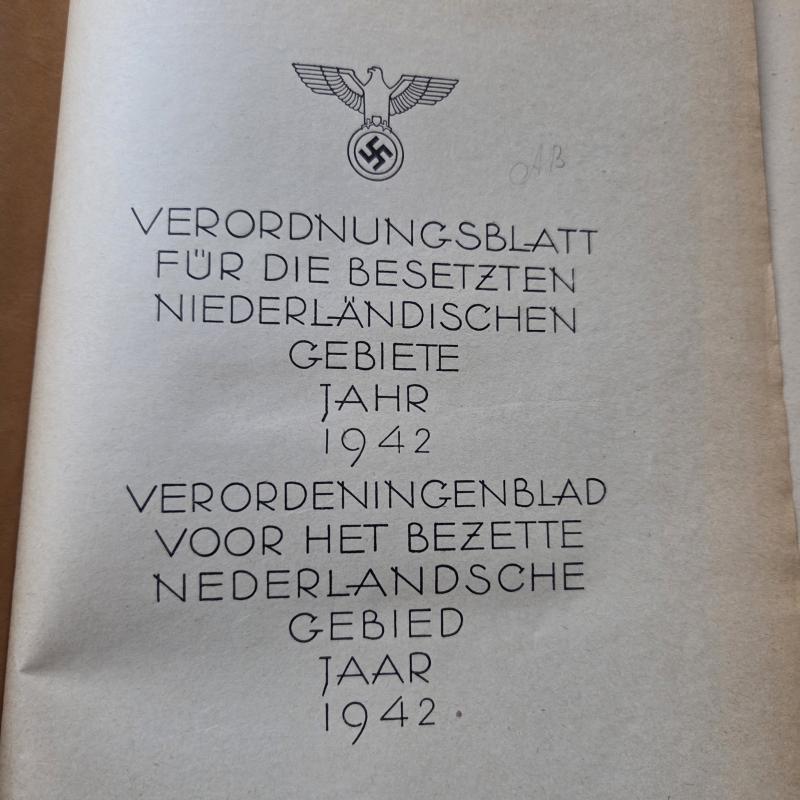 VERORDNUNGSBLATT
FÜR DIE BESETZTEN
NIEDERLÄNDISCHEN
GEBIETE
JAHR
1942
VERORDENINGENBLAD
VOOR HET BEZETTE
NEDERLANDSCHE
GEBIED
JAAR
1942